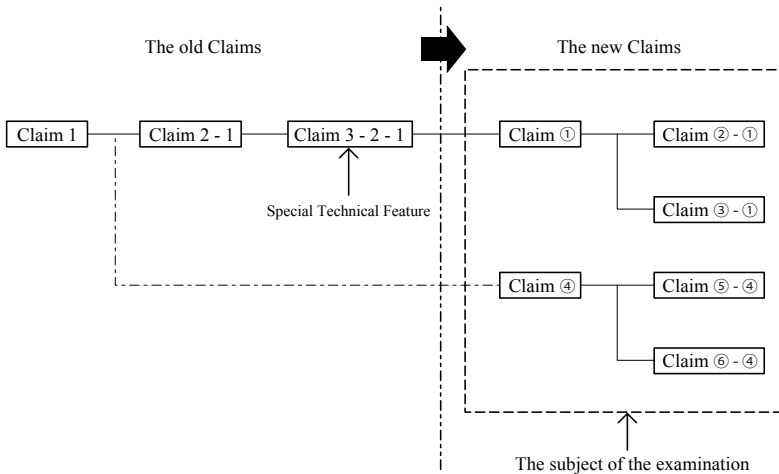 The old Claims
The new Claims
Claim 1
Claim 2 - 1
Claim 3 - 2 - 1
Claim ①
Claim ② - ①
Special Technical Feature
Claim ③ - ①
Claim ④
Claim ⑤ - ④
Claim ⑥ - ④
The subject of the examination